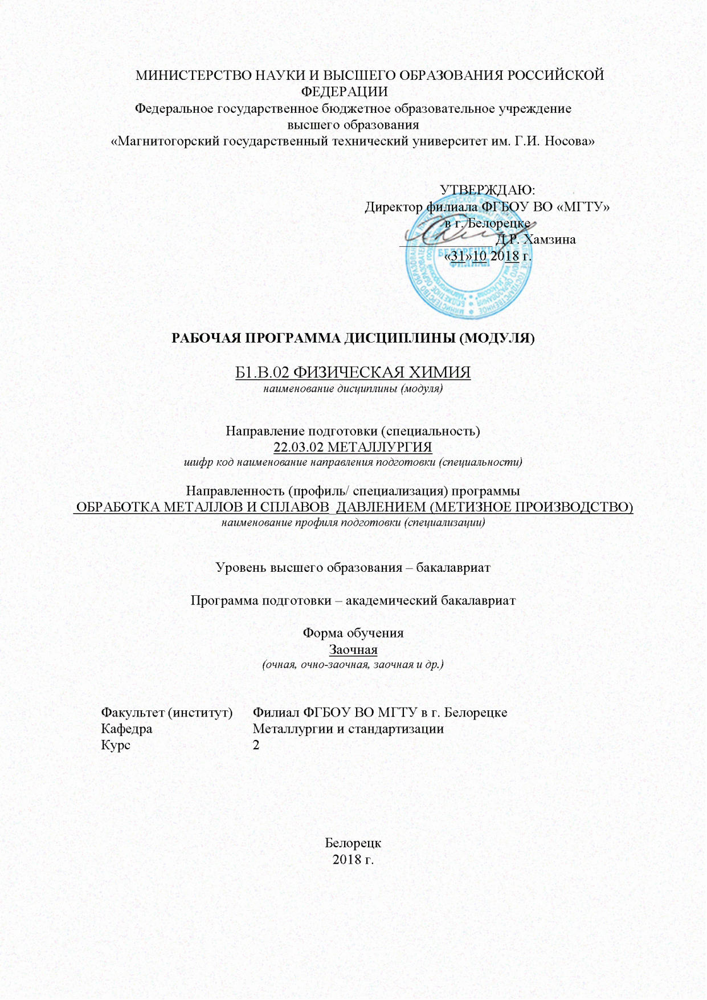 МИНИСТЕРСТВО НАУКИ И ВЫСШЕГО ОБРАЗОВАНИЯ РОССИЙСКОЙ
ФЕДЕРАЦИИ
Федеральное государственное бюджетное образовательное учреждение
высшего образования
«Магнитогорский государственный технический университет им. Г.И. Носова»
УТВЕРЖДАЮ:
Директор филиала ФГБОУ ВО «МГТУ»
в г. Белорецке
Д.Р. Хамзина
«31»10 2018 г.
БЕЛОРЕЦКИЙ
ФИЛИАЛ
РАБОЧАЯ ПРОГРАММА ДИСЦИПЛИНЫ (МОДУЛЯ)
Б1.В.02 ФИЗИЧЕСКАЯ ХИМИЯ
наименование дисциплины (модуля)
Направление подготовки (специальность)
22.03.02 МЕТАЛЛУРГИЯ
шифр код наименование направления подготовки (специальности)
Направленность (профиль/ специализация) программы
ОБРАБОТКА МЕТАЛЛОВ И СПЛАВОВ ДАВЛЕНИЕМ (МЕТИЗНОЕ ПРОИЗВОДСТВО)
наименование профиля подготовки (специализации)
Уровень высшего образования – бакалавриат
Программа подготовки – академический бакалавриат
Форма обучения
Заочная
(очная, очно-заочная, заочная и др.)
Факультет (институт) Филиал ФГБОУ ВО МГТУ в г. Белорецке
Кафедра Металлургии и стандартизации
Курс 2
Белорецк
2018 г.